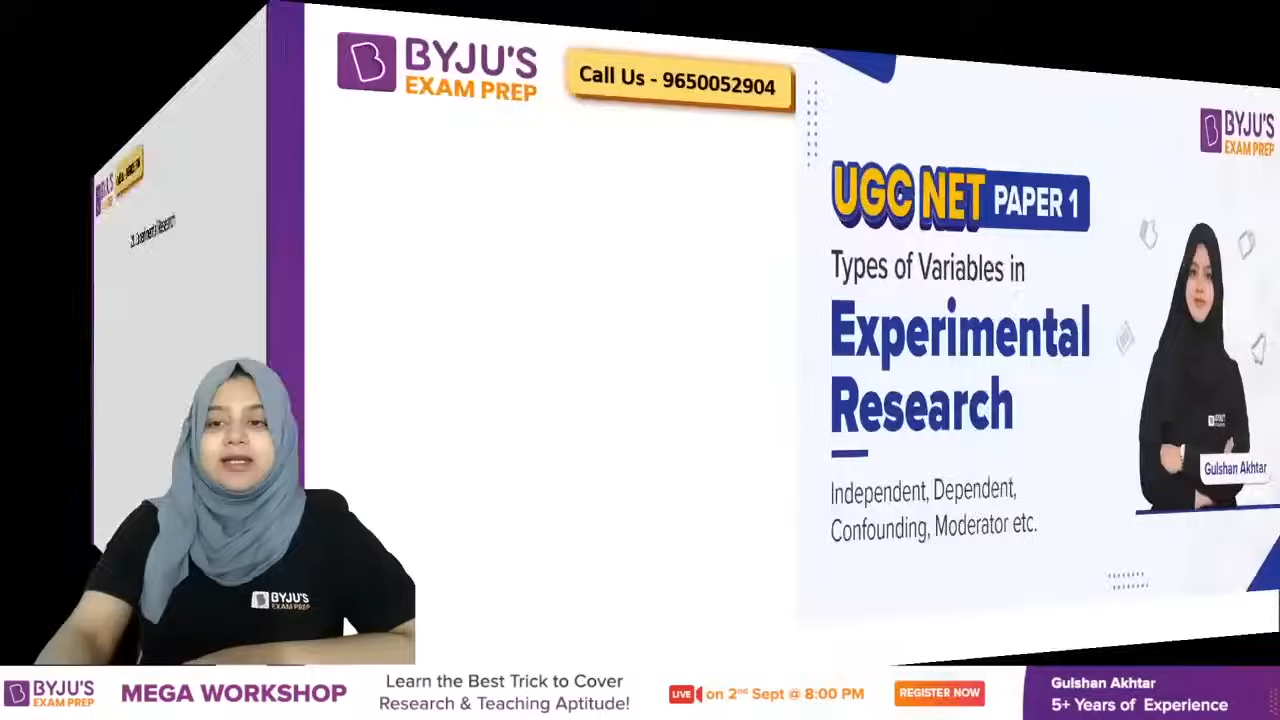 BYJU'S
EXAM PREP
Call Us - 9650052904
BYJU'S
EXAM PREP
UGC NET PAPER 1
Types of Variables in
Experimental
Research
Independent, Dependent,
Confounding, Moderator etc.
BYJU'S
Gulshan Akhtar
Experimental Research
BYJU'S
EXAM PREP
BYJU'S
EXAM PREP
MEGA WORKSHOP
Learn the Best Trick to Cover
Research & Teaching Aptitude!
LIVE on 2nd Sept @ 8:00 PM
REGISTER NOW
Gulshan Akhtar
5+ Years of Experience